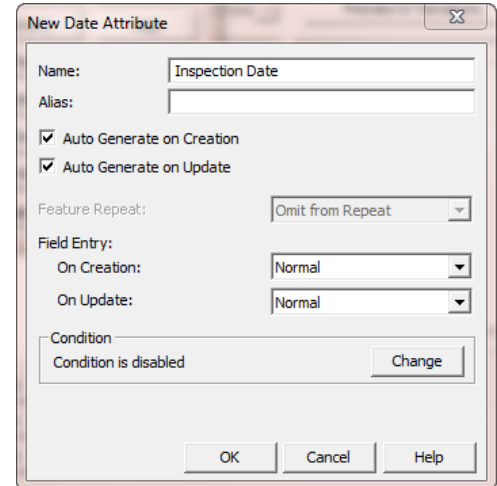 New Date Attribute
Name: Inspection Date
Alias:
Auto Generate on Creation
Auto Generate on Update
Feature Repeat: Omit from Repeat
Field Entry:
On Creation: Normal
On Update: Normal
Condition
Condition is disabled Change
OK Cancel Help